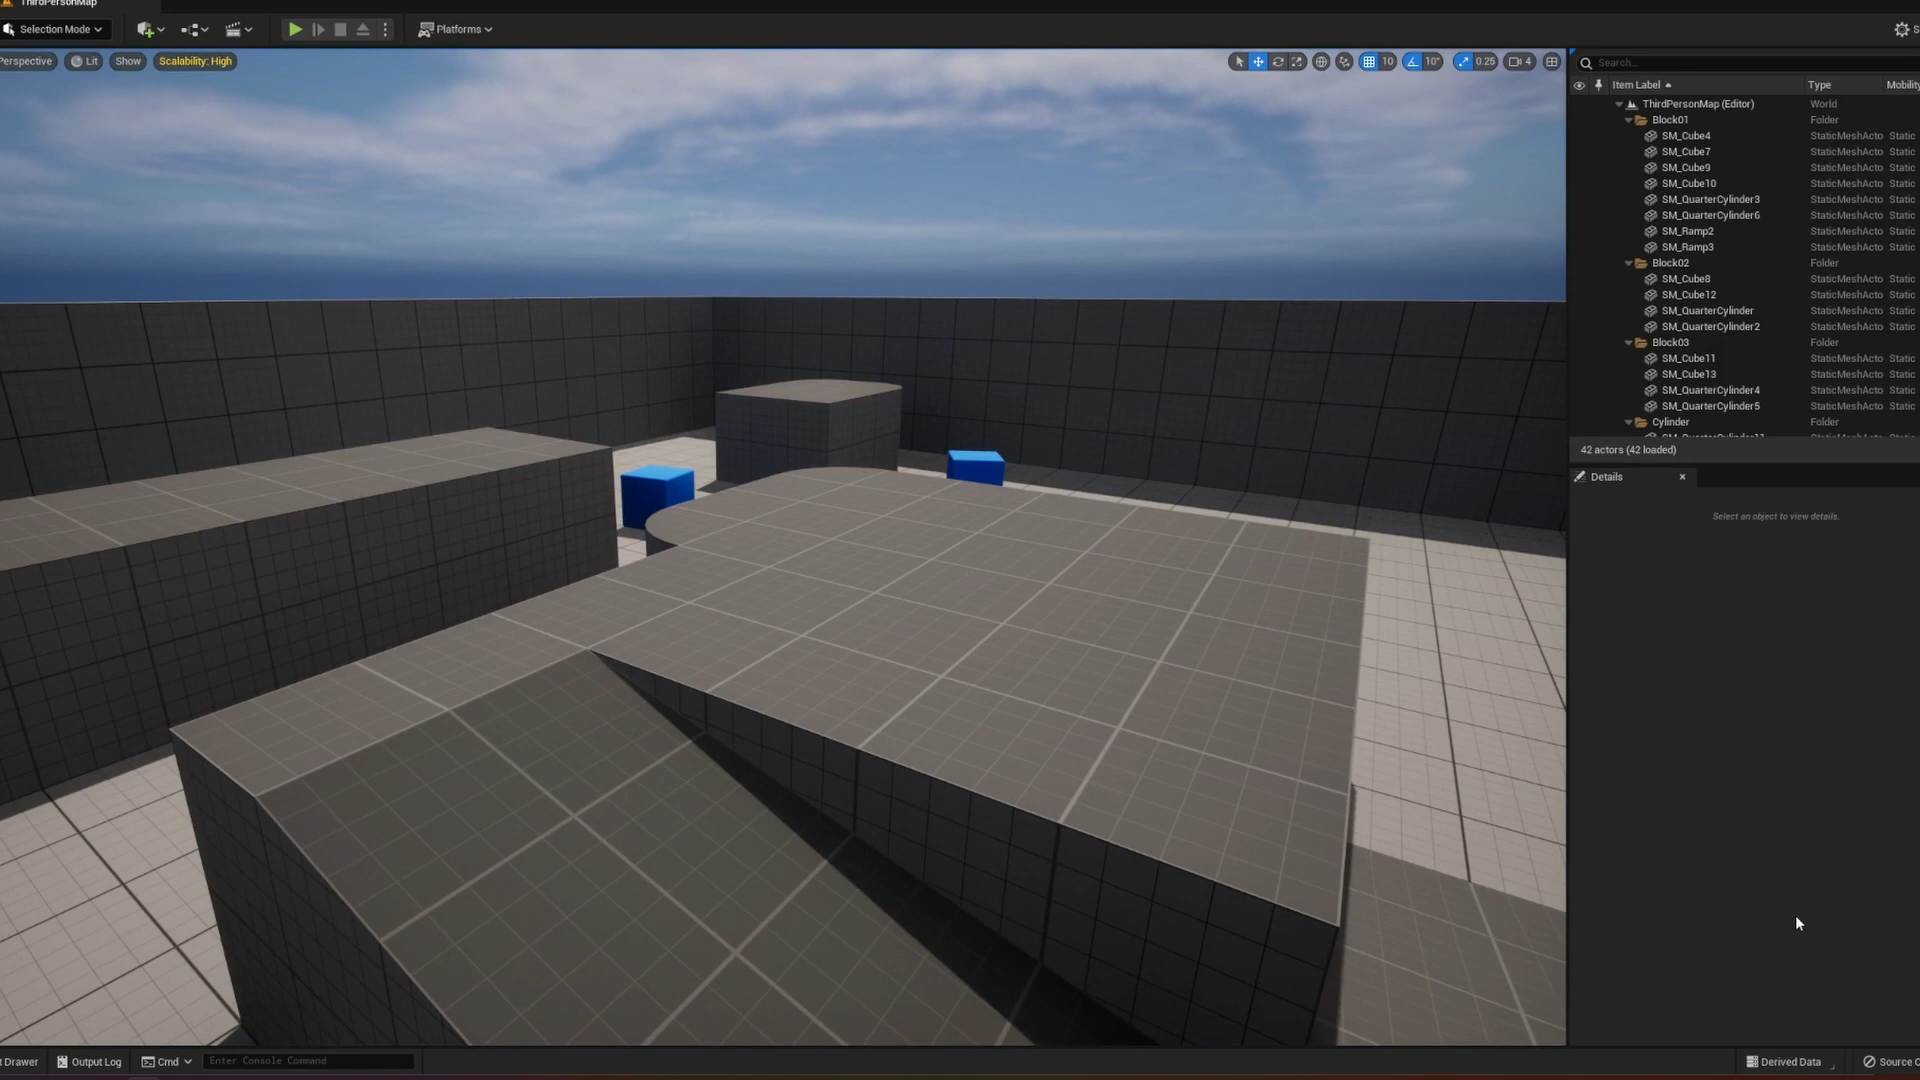 ThirdPersonMap
Selection Mode
Platforms
Perspective
Lit
Show
Scalability: High
10
10°
0.25
4
Search...
Item Label
Type
Mobility
ThirdPersonMap (Editor) World
Block01 Folder
SM_Cube4 StaticMeshActo Static
SM_Cube7 StaticMeshActo Static
SM_Cube9 StaticMeshActo Static
SM_Cube10 StaticMeshActo Static
SM_QuarterCylinder3 StaticMeshActo Static
SM_QuarterCylinder6 StaticMeshActo Static
SM_Ramp2 StaticMeshActo Static
SM_Ramp3 StaticMeshActo Static
Block02 Folder
SM_Cube8 StaticMeshActo Static
SM_Cube12 StaticMeshActo Static
SM_QuarterCylinder StaticMeshActo Static
SM_QuarterCylinder2 StaticMeshActo Static
Block03 Folder
SM_Cube11 StaticMeshActo Static
SM_Cube13 StaticMeshActo Static
SM_QuarterCylinder4 StaticMeshActo Static
SM_QuarterCylinder5 StaticMeshActo Static
Cylinder Folder
42 actors (42 loaded)
Details
Select an object to view details.
t Drawer
Output Log
Cmd
Enter Console Command
Derived Data
Source C